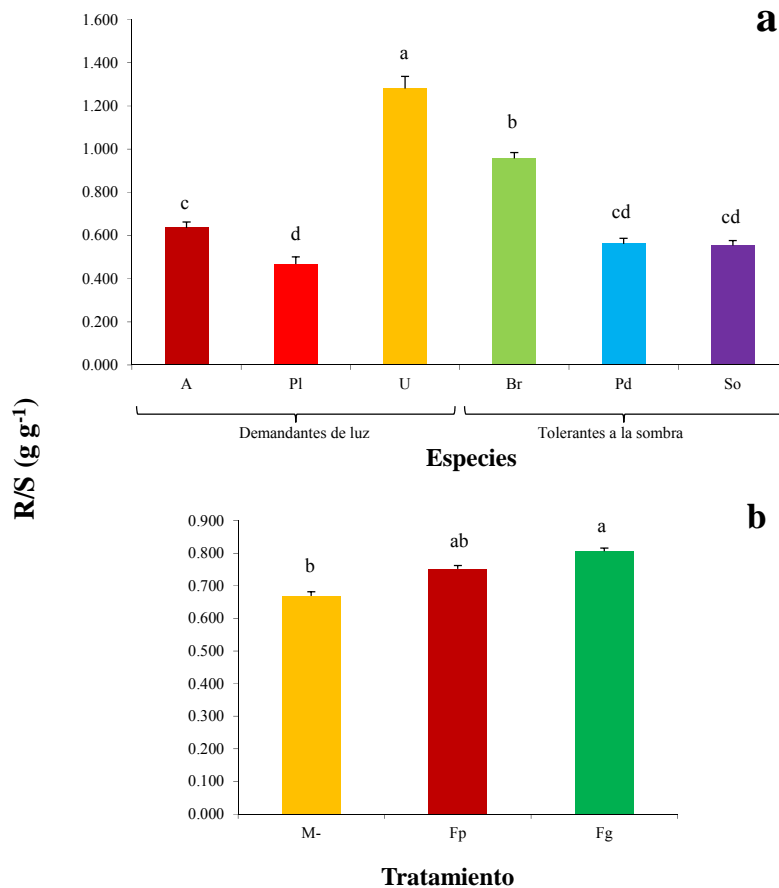 a
1.600
1.400
1.200
1.000
0.800
0.600
0.400
0.200
0.000
c
d
a
b
cd
cd
A
Pl
U
Br
Pd
So
Demandantes de luz
Tolerantes a la sombra
Especies
R/S (g g⁻¹)
b
0.900
0.800
0.700
0.600
0.500
0.400
0.300
0.200
0.100
0.000
b
ab
a
M-
Fp
Fg
Tratamiento